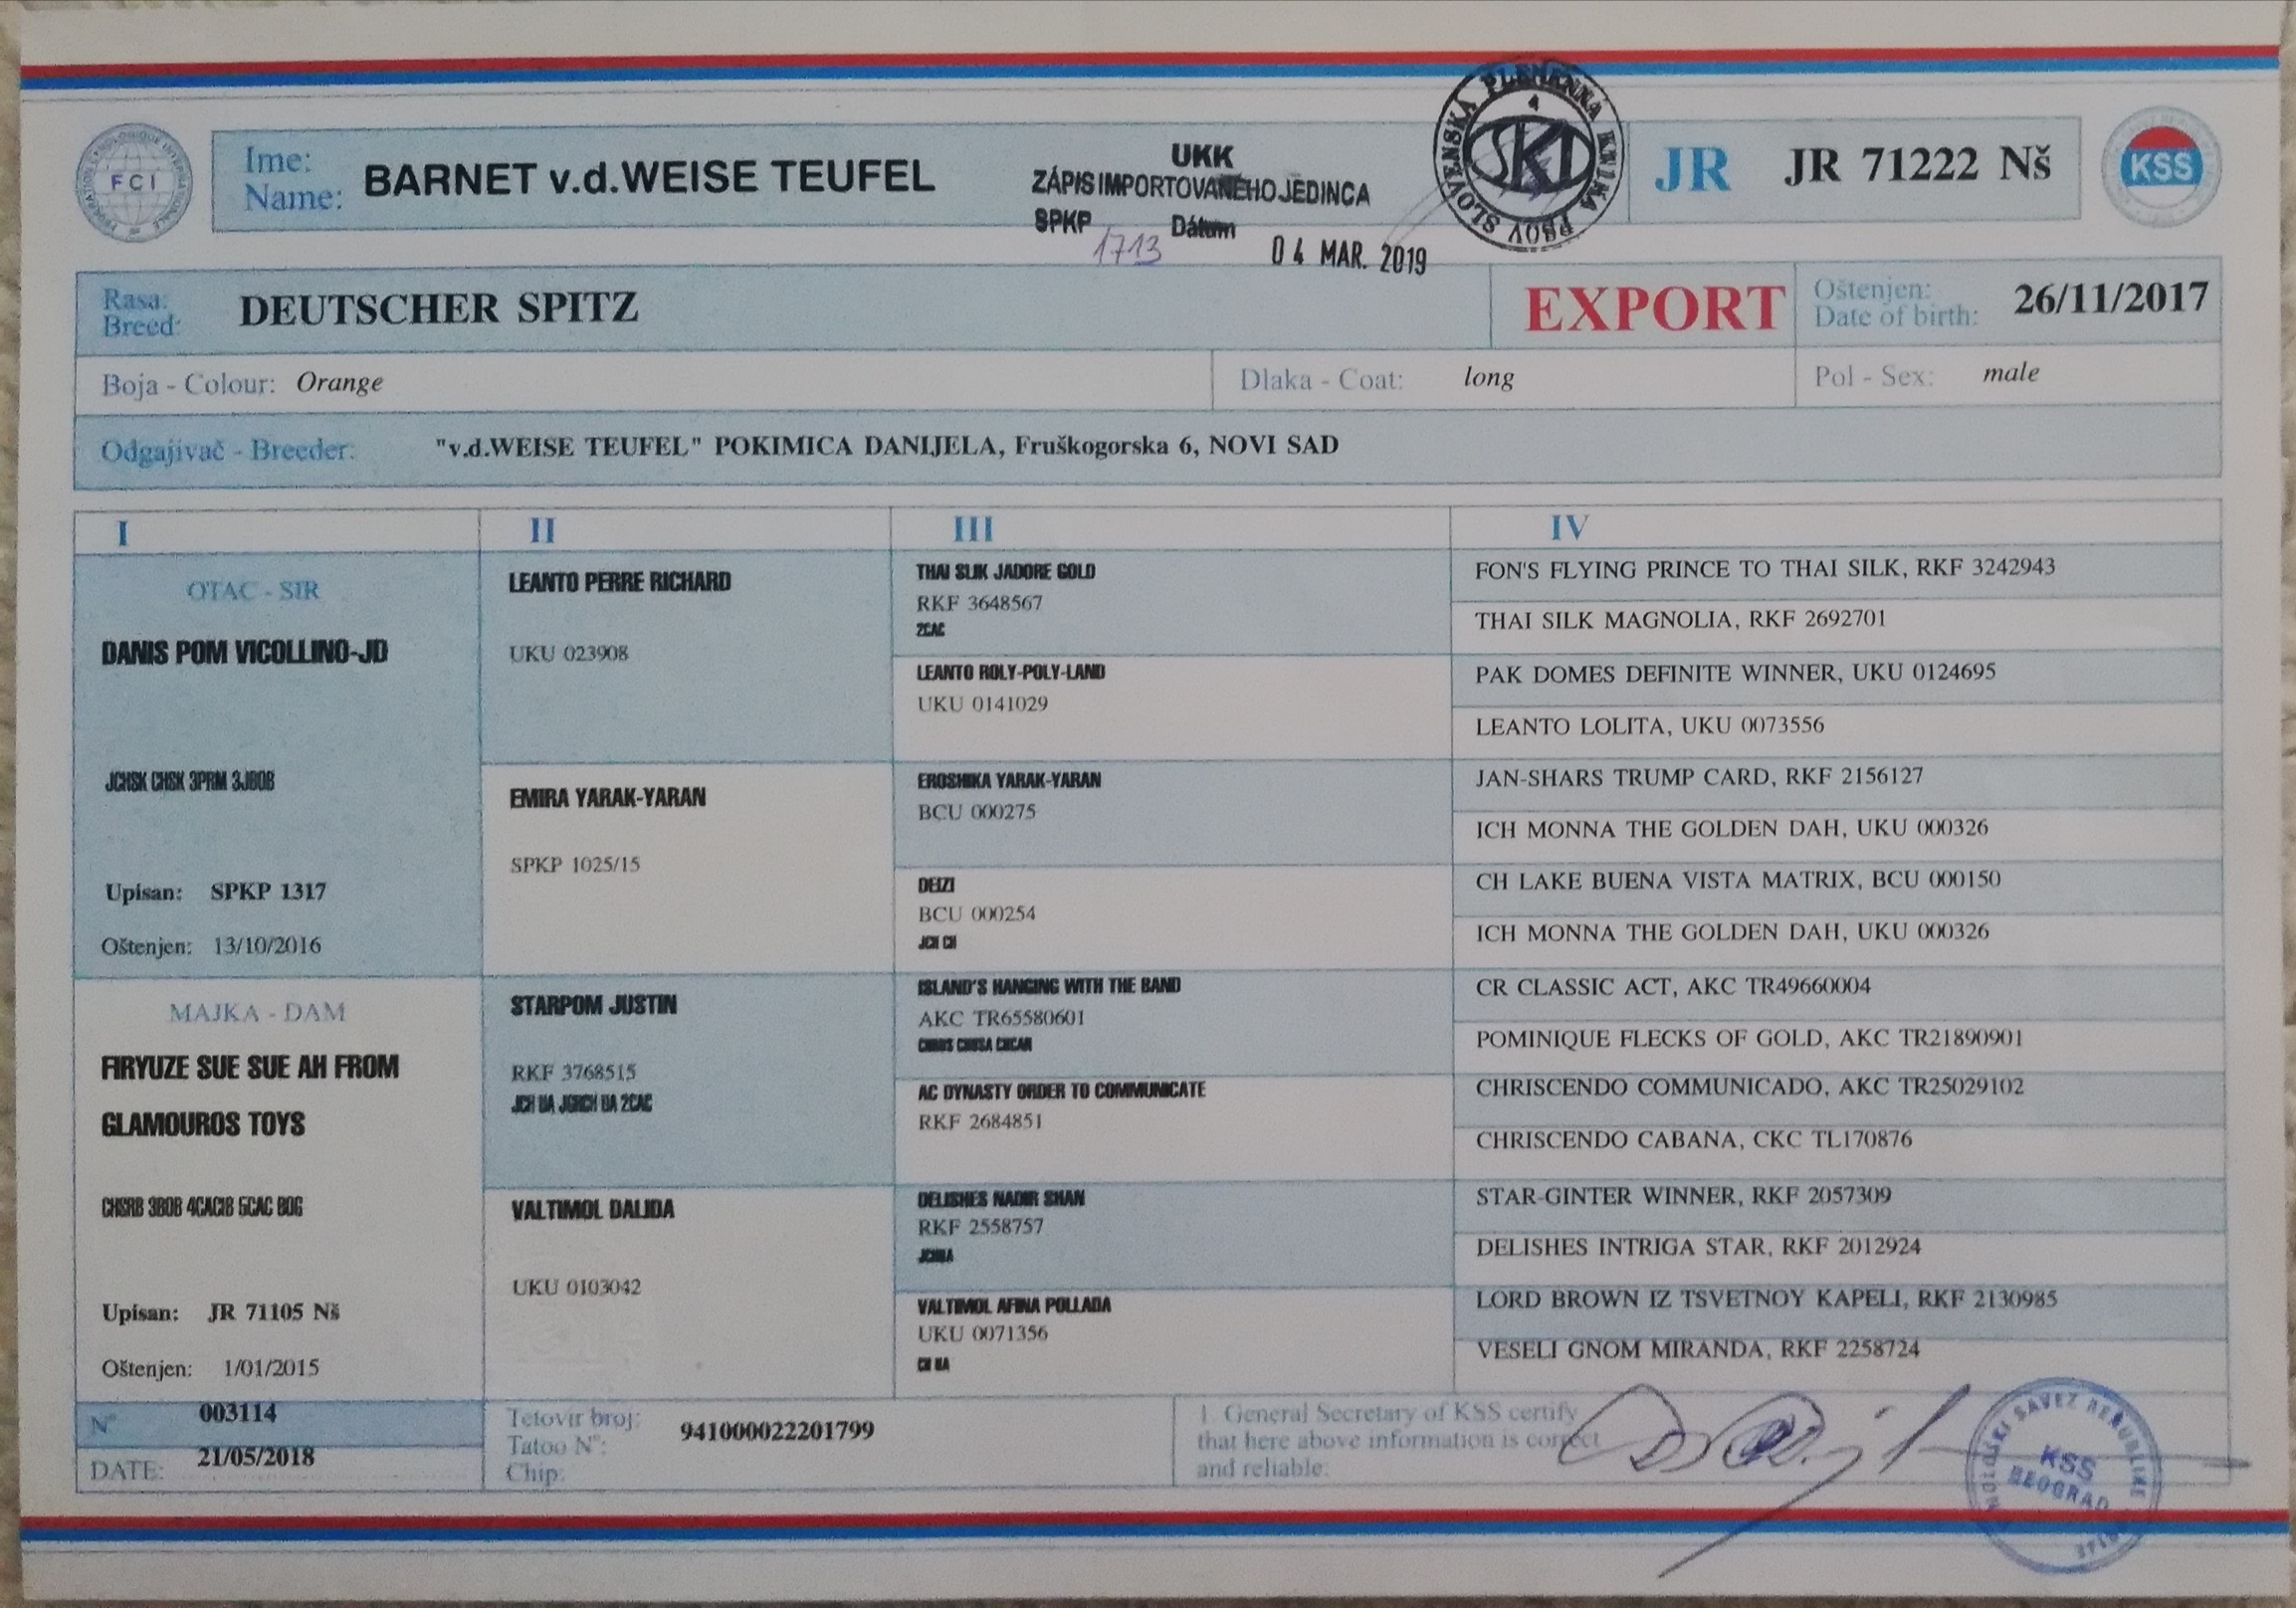 FCI
Ime:
Name:
BARNET v.d.WEISE TEUFEL
UKK
ZÁPIS IMPORTOVANÉHO JEDINCA
SPKP 1713 Dátum 04 MAR. 2019
SLOVENSKÁ PLEMENNÁ KNIHA PSOV
4
JR
JR 71222 Nš
KSS
Rasa:
Breed:
DEUTSCHER SPITZ
EXPORT
Oštenjen:
Date of birth:
26/11/2017
Boja - Colour: Orange
Dlaka - Coat: long
Pol - Sex: male
Odgajivač - Breeder: "v.d.WEISE TEUFEL" POKIMICA DANIJELA, Fruškogorska 6, NOVI SAD
I
OTAC - SIR
DANIS POM VICOLLINO-JD
JCHSK CHSK 3PRM 3JBOB
Upisan: SPKP 1317
Oštenjen: 13/10/2016
MAJKA - DAM
FIRYUZE SUE SUE AH FROM
GLAMOUROS TOYS
CHSRB 3BOB 4CACIB 5CAC BOG
Upisan: JR 71105 Nš
Oštenjen: 1/01/2015
II
LEANTO PERRE RICHARD
UKU 023908
EMIRA YARAK-YARAN
SPKP 1025/15
STARPOM JUSTIN
RKF 3768515
JCH UA JGRCH UA 2CAC
VALTIMOL DALIDA
UKU 0103042
III
THAI SLIK JADORE GOLD
RKF 3648567
2CAC
LEANTO ROLY-POLY-LAND
UKU 0141029
EROSHIKA YARAK-YARAN
BCU 000275
DEIZI
BCU 000254
JCH CH
ISLAND'S HANGING WITH THE BAND
AKC TR65580601
AC DYNASTY ORDER TO COMMUNICATE
RKF 2684851
DELISHES NADIR SHAN
RKF 2558757
VALTIMOL AFINA POLLADA
UKU 0071356
CH UA
IV
FON'S FLYING PRINCE TO THAI SILK, RKF 3242943
THAI SILK MAGNOLIA, RKF 2692701
PAK DOMES DEFINITE WINNER, UKU 0124695
LEANTO LOLITA, UKU 0073556
JAN-SHARS TRUMP CARD, RKF 2156127
ICH MONNA THE GOLDEN DAH, UKU 000326
CH LAKE BUENA VISTA MATRIX, BCU 000150
ICH MONNA THE GOLDEN DAH, UKU 000326
CR CLASSIC ACT, AKC TR49660004
POMINIQUE FLECKS OF GOLD, AKC TR21890901
CHRISCENDO COMMUNICADO, AKC TR25029102
CHRISCENDO CABANA, CKC TL170876
STAR-GINTER WINNER, RKF 2057309
DELISHES INTRIGA STAR, RKF 2012924
LORD BROWN IZ TSVETNOY KAPELI, RKF 2130985
VESELI GNOM MIRANDA, RKF 2258724
N° 003114
DATE: 21/05/2018
Tetovir broj:
Tatoo N°:
Chip:
941000022201799
I. General Secretary of KSS certify
that here above information is correct
and reliable:
KSS
BEOGRAD